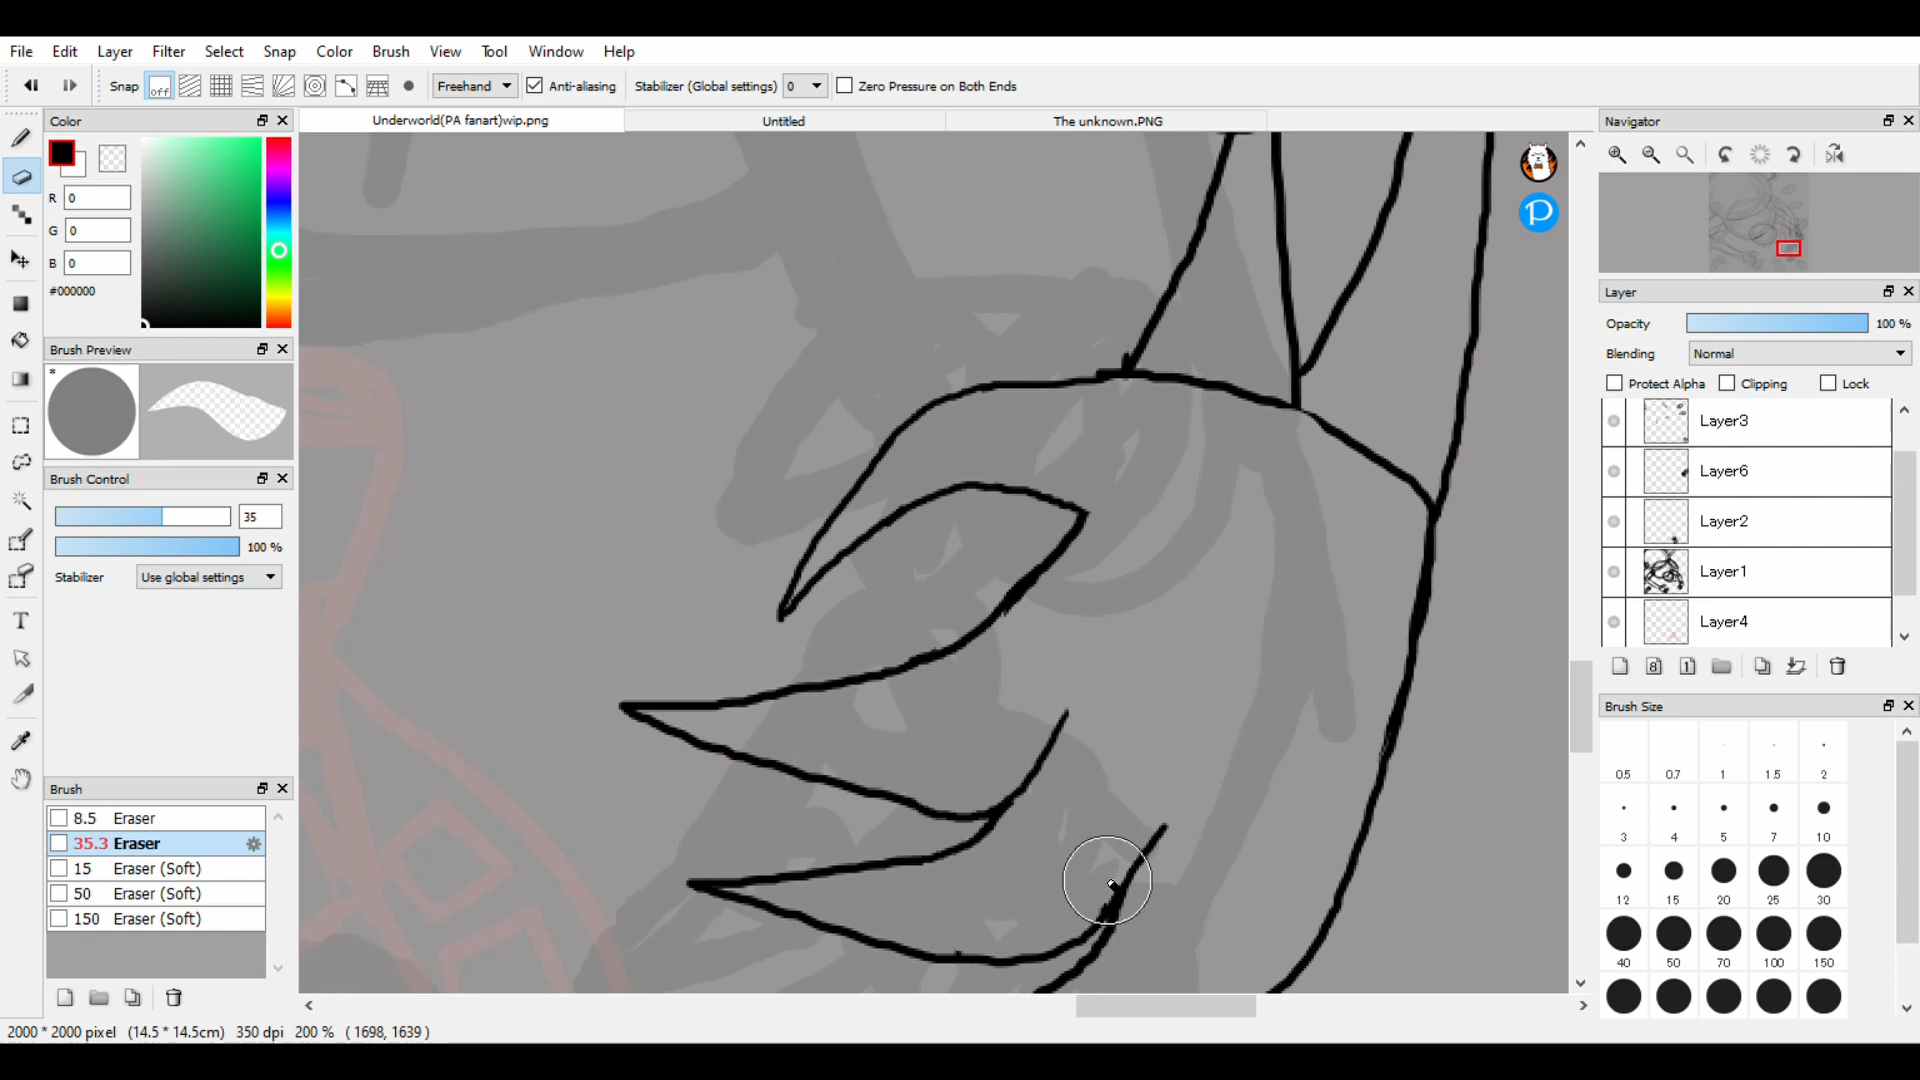 File Edit Layer Filter Select Snap Color Brush View Tool Window Help
Snap off Freehand Anti-aliasing Stabilizer (Global settings) 0 Zero Pressure on Both Ends
Color
R 0
G 0
B 0
#000000
Brush Preview
*
Brush Control
35
100 %
Stabilizer Use global settings
Brush
8.5 Eraser
35.3 Eraser
15 Eraser (Soft)
50 Eraser (Soft)
150 Eraser (Soft)
T
Underworld(PA fanart)wip.png Untitled The unknown.PNG
P
Navigator
Layer
Opacity 100 %
Blending Normal
Protect Alpha Clipping Lock
Layer3
Layer6
Layer2
Layer1
Layer4
8 1
Brush Size
0.5 0.7 1 1.5 2
3 4 5 7 10
12 15 20 25 30
40 50 70 100 150
2000 * 2000 pixel (14.5 * 14.5cm) 350 dpi 200 % ( 1698, 1639 )